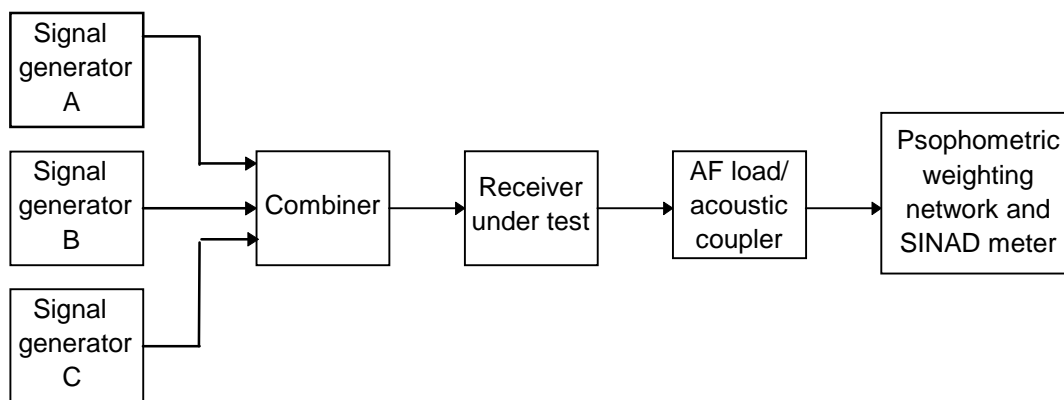 Signal
generator
A
Signal
generator
B
Signal
generator
C
Combiner
Receiver
under test
AF load/
acoustic
coupler
Psophometric
weighting
network and
SINAD meter